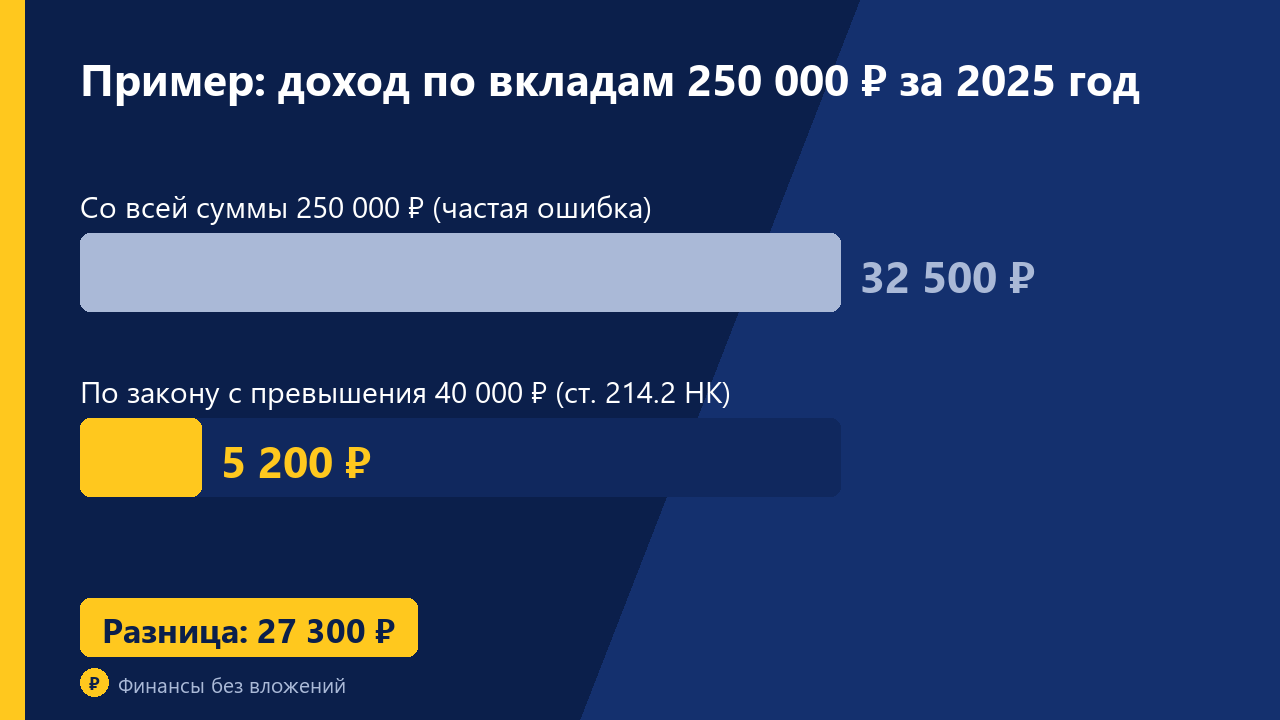 Пример: доход по вкладам 250 000 ₽ за 2025 год
Со всей суммы 250 000 ₽ (частая ошибка)
32 500 ₽
По закону с превышения 40 000 ₽ (ст. 214.2 НК)
5 200 ₽
Разница: 27 300 ₽
₽ Финансы без вложений